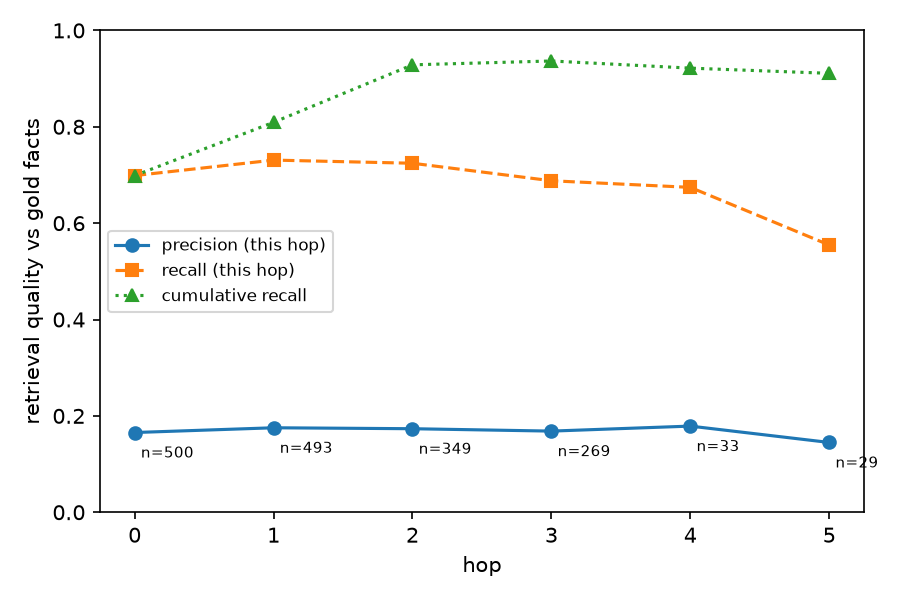 retrieval quality vs gold facts
1.0
0.8
0.6
0.4
0.2
0.0
precision (this hop)
recall (this hop)
cumulative recall
n=500
n=493
n=349
n=269
n=33
n=29
0 1 2 3 4 5
hop